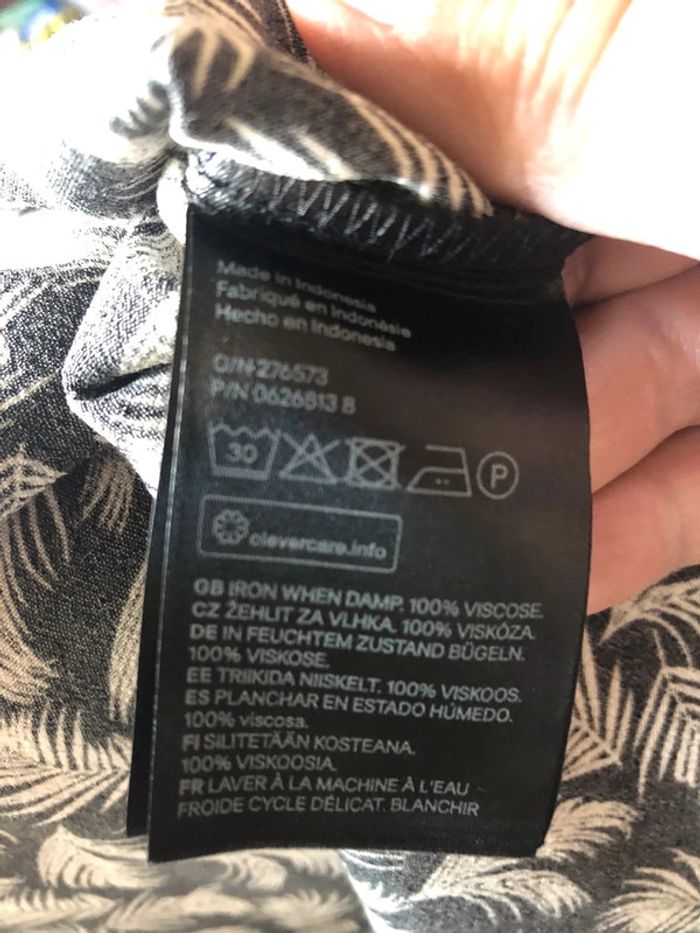 Made in Indonesia
Fabriqué en Indonésie
Hecho en Indonesia
O/N 276573
P/N 0626513 B
30
P
clevercare.info
GB IRON WHEN DAMP. 100% VISCOSE.
CZ ŽEHLIT ZA VLHKA. 100% VISKÓZA.
DE IN FEUCHTEM ZUSTAND BÜGELN.
100% VISKOSE.
EE TRIIKIDA NIISKELT. 100% VISKOOS.
ES PLANCHAR EN ESTADO HÚMEDO.
100% viscosa.
FI SILITETÄÄN KOSTEANA.
100% VISKOOSIA.
FR LAVER À LA MACHINE À L'EAU
FROIDE CYCLE DÉLICAT. BLANCHIR